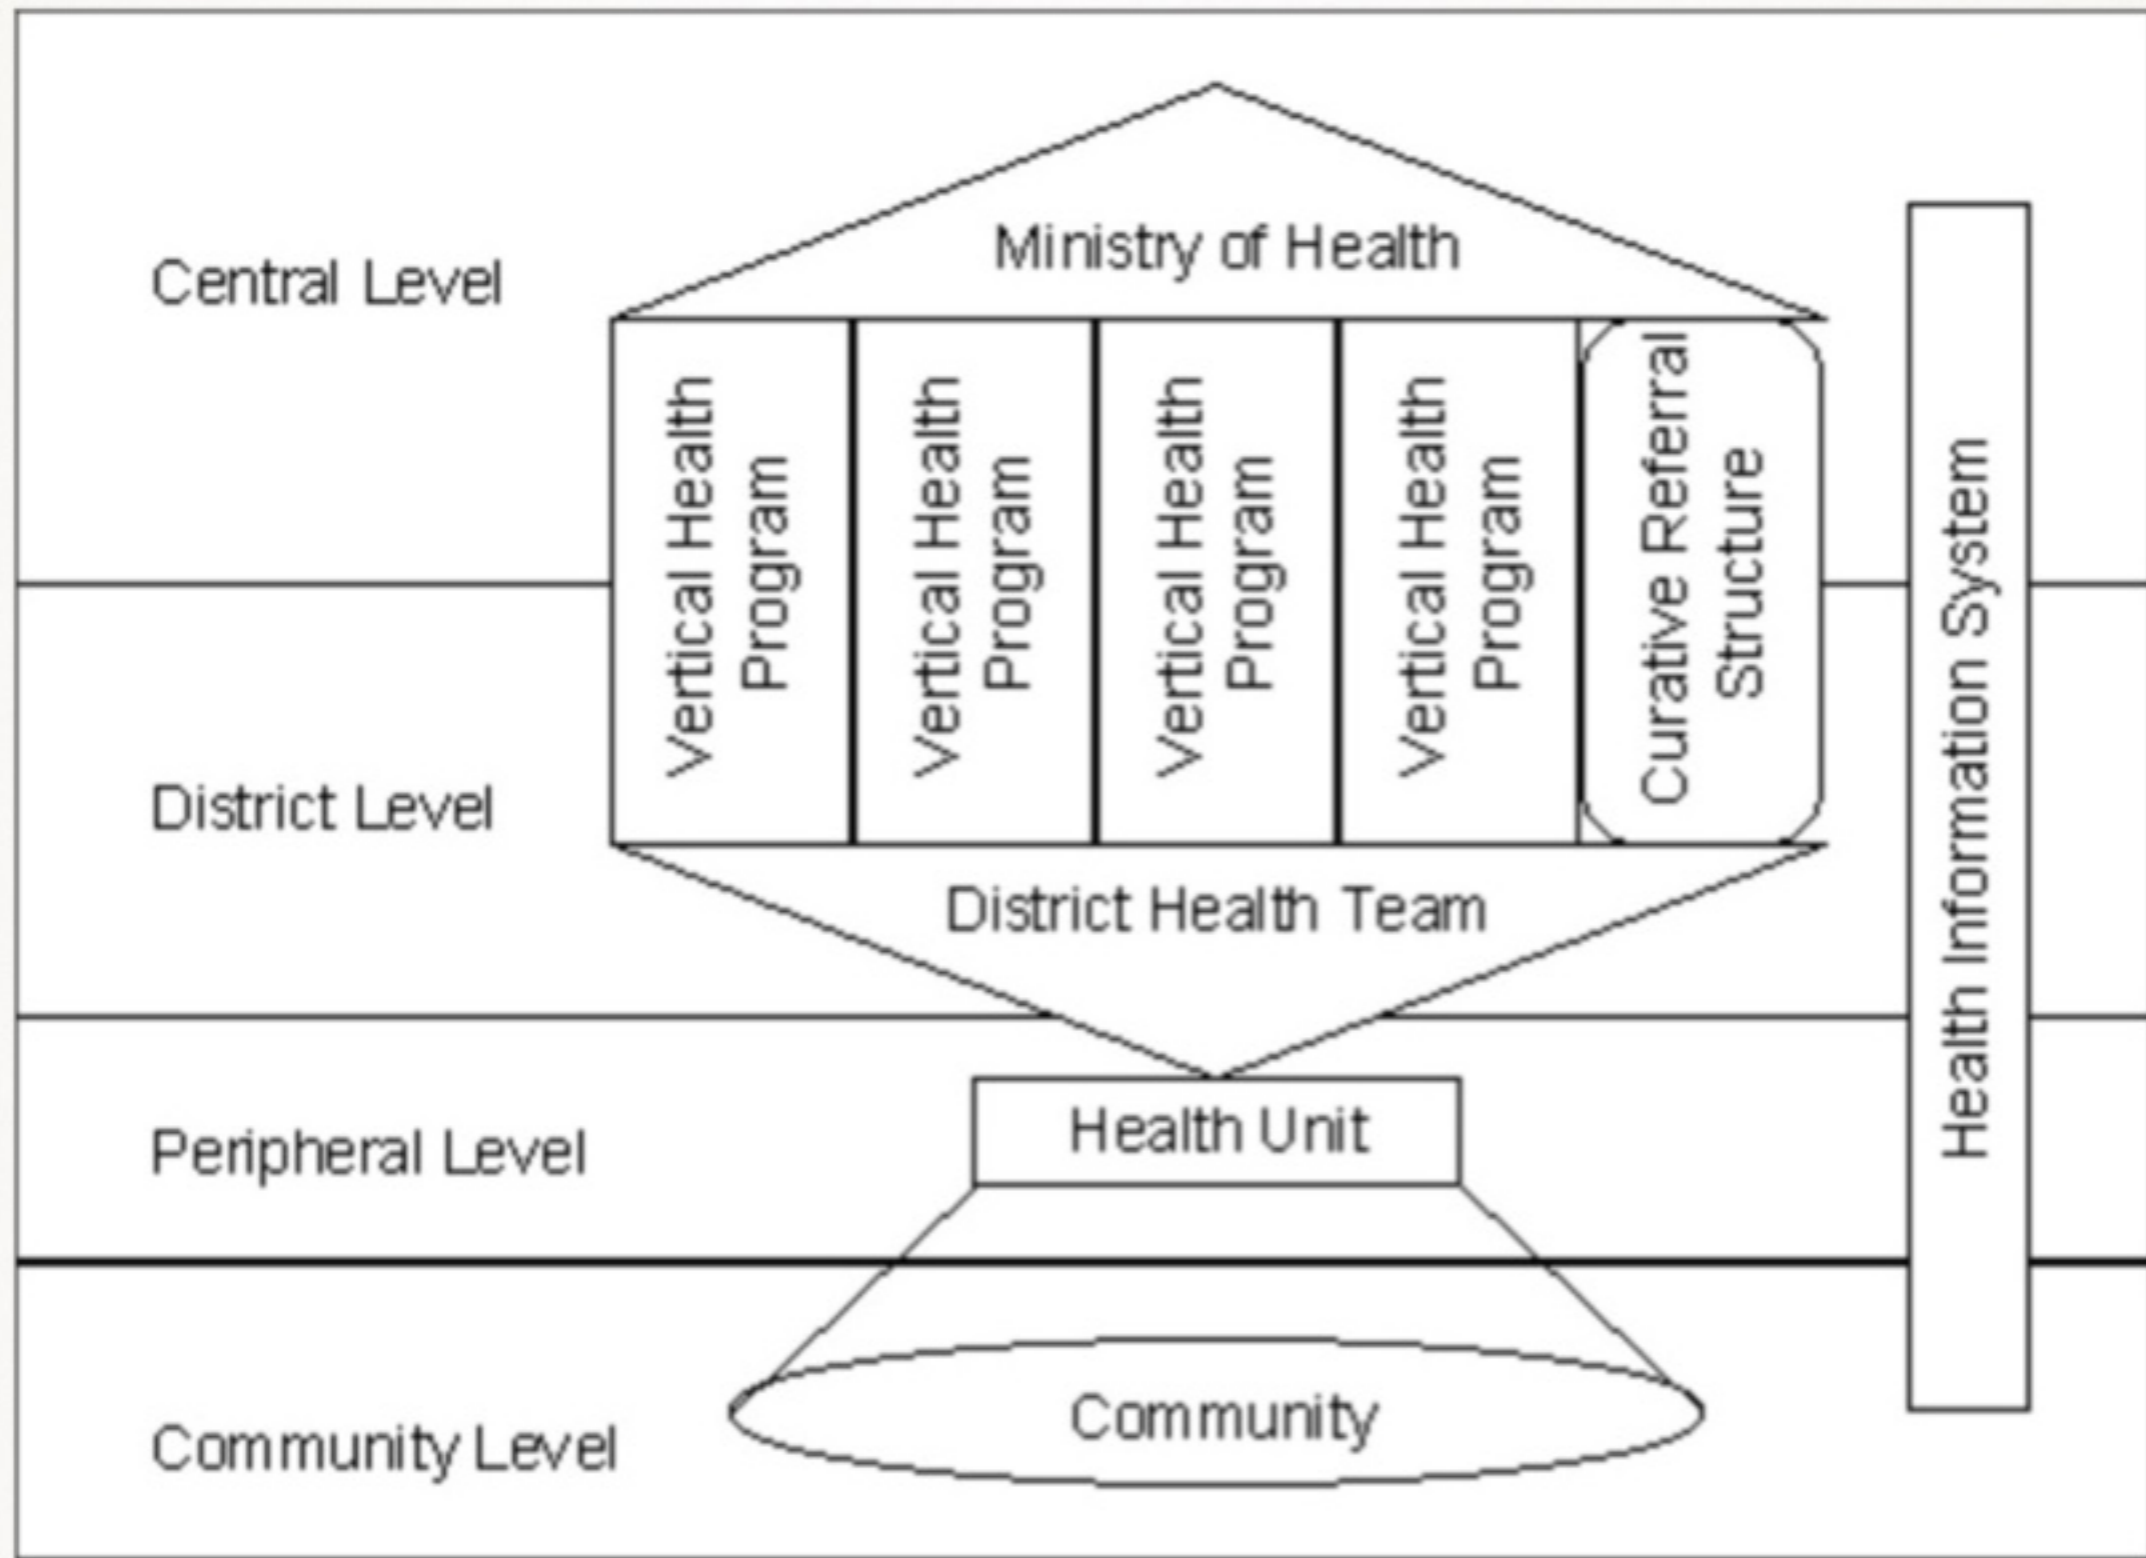 Ministry of Health
Central Level
Vertical Health
Program
Vertical Health
Program
Vertical Health
Program
Vertical Health
Program
Curative Referral
Structure
Health Information System
District Level
District Health Team
Peripheral Level
Health Unit
Community Level
Community